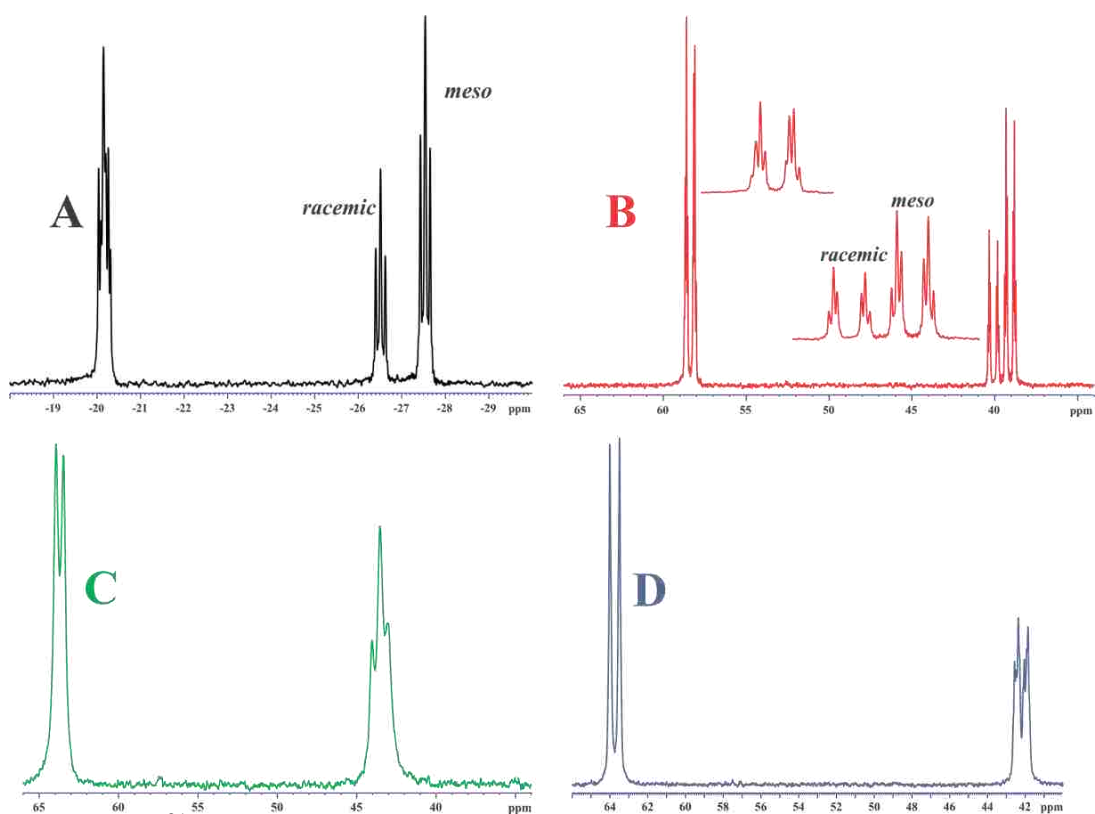 meso
racemic
A
-19 -20 -21 -22 -23 -24 -25 -26 -27 -28 -29 ppm
meso
racemic
B
65 60 55 50 45 40 ppm
C
65 60 55 50 45 40 ppm
D
64 62 60 58 56 54 52 50 48 46 44 42 ppm